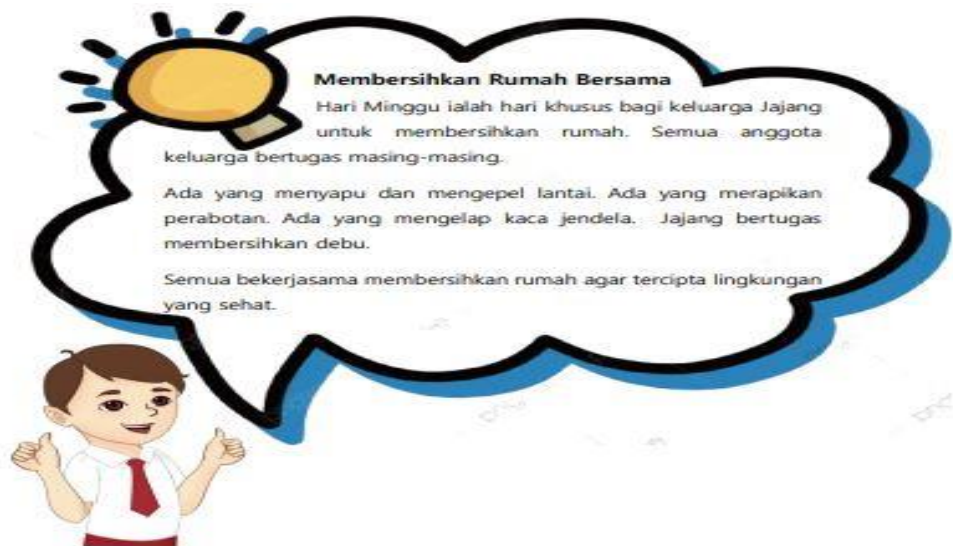 Membersihkan Rumah Bersama
Hari Minggu ialah hari khusus bagi keluarga Jajang
untuk membersihkan rumah. Semua anggota
keluarga bertugas masing-masing.
Ada yang menyapu dan mengepel lantai. Ada yang merapikan
perabotan. Ada yang mengelap kaca jendela. Jajang bertugas
membersihkan debu.
Semua bekerjasama membersihkan rumah agar tercipta lingkungan
yang sehat.